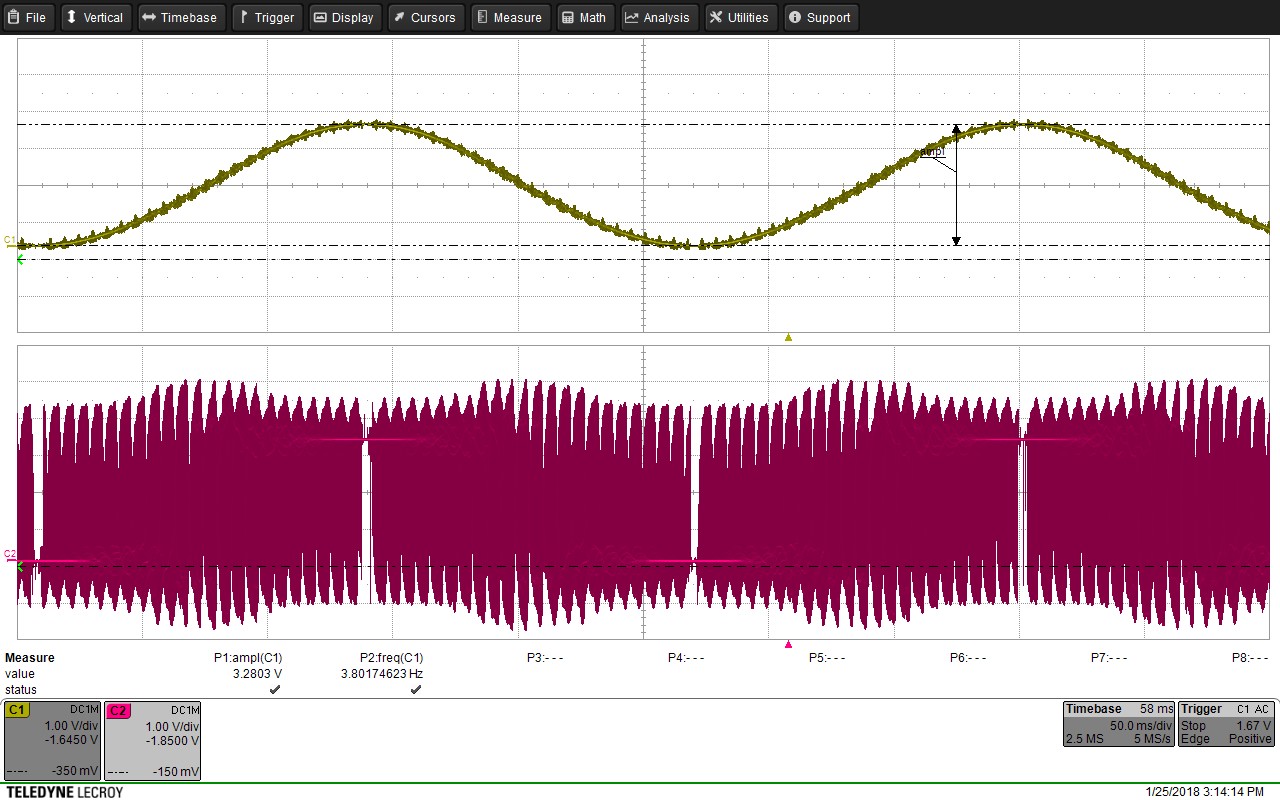 File Vertical Timebase Trigger Display Cursors Measure Math Analysis Utilities Support
ampl
C1
C2
Measure P1:ampl(C1) P2:freq(C1) P3:- - - P4:- - - P5:- - - P6:- - - P7:- - - P8:- - -
value 3.2803 V 3.80174623 Hz
status
C1 DC1M C2 DC1M Timebase 58 ms Trigger C1 AC
1.00 V/div 1.00 V/div 50.0 ms/div Stop 1.67 V
-1.6450 V -1.8500 V 2.5 MS 5 MS/s Edge Positive
-350 mV -150 mV
TELEDYNE LECROY 1/25/2018 3:14:14 PM